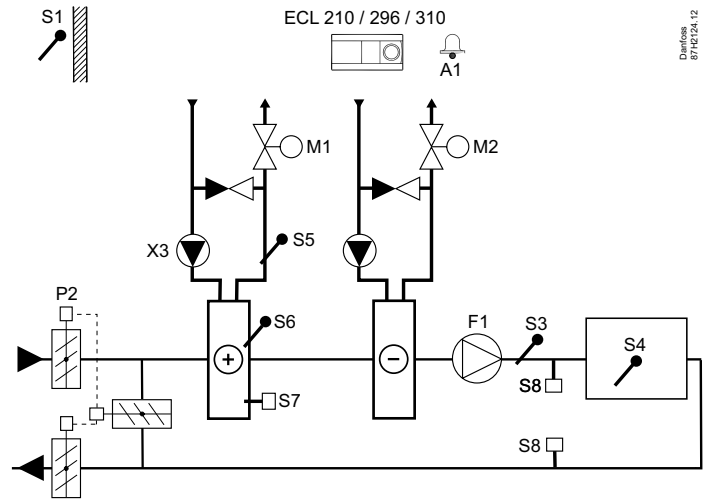 S1
ECL 210 / 296 / 310
A1
Danfoss
87H2124.12
M1
M2
X3
S5
P2
S6
+
−
F1
S3
S4
S7
S8
S8